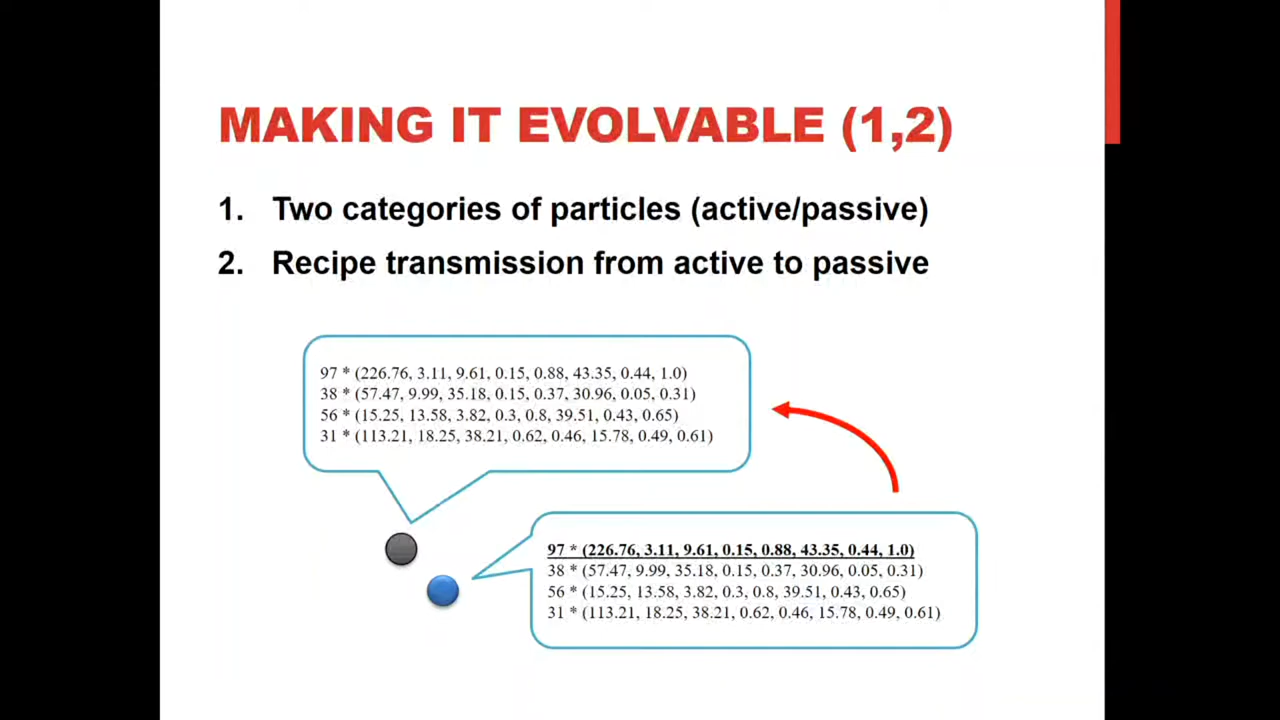 MAKING IT EVOLVABLE (1,2)
1. Two categories of particles (active/passive)
2. Recipe transmission from active to passive
97 * (226.76, 3.11, 9.61, 0.15, 0.88, 43.35, 0.44, 1.0)
38 * (57.47, 9.99, 35.18, 0.15, 0.37, 30.96, 0.05, 0.31)
56 * (15.25, 13.58, 3.82, 0.3, 0.8, 39.51, 0.43, 0.65)
31 * (113.21, 18.25, 38.21, 0.62, 0.46, 15.78, 0.49, 0.61)
97 * (226.76, 3.11, 9.61, 0.15, 0.88, 43.35, 0.44, 1.0)
38 * (57.47, 9.99, 35.18, 0.15, 0.37, 30.96, 0.05, 0.31)
56 * (15.25, 13.58, 3.82, 0.3, 0.8, 39.51, 0.43, 0.65)
31 * (113.21, 18.25, 38.21, 0.62, 0.46, 15.78, 0.49, 0.61)